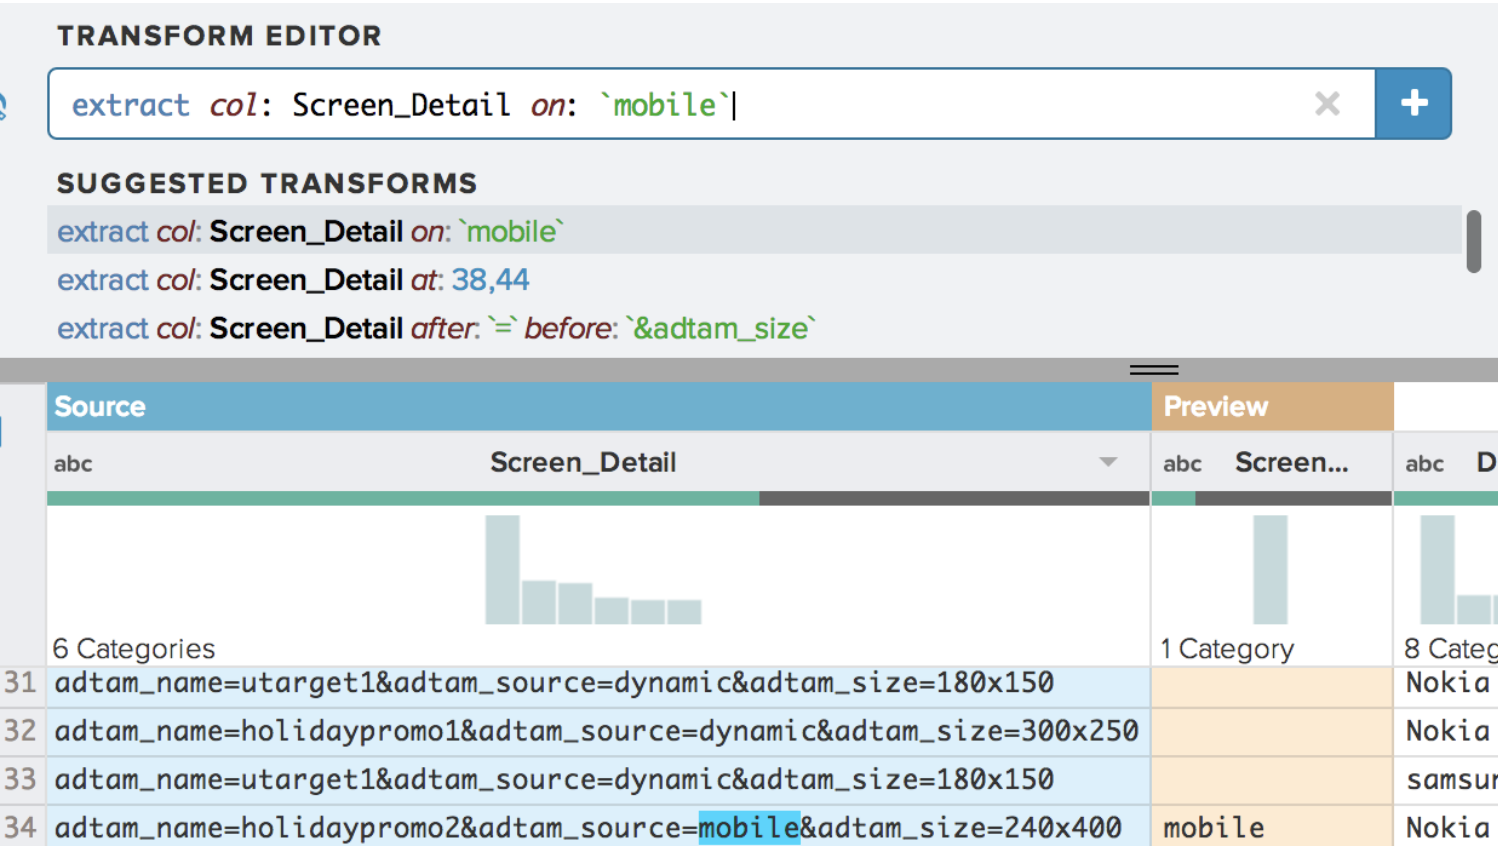 TRANSFORM EDITOR
extract col: Screen_Detail on: `mobile`
SUGGESTED TRANSFORMS
extract col: Screen_Detail on: `mobile`
extract col: Screen_Detail at: 38,44
extract col: Screen_Detail after: `=` before: `&adtam_size`
Source Preview
abc Screen_Detail abc Screen... abc D
6 Categories 1 Category 8 Categ
31 adtam_name=utarget1&adtam_source=dynamic&adtam_size=180x150 Nokia
32 adtam_name=holidaypromo1&adtam_source=dynamic&adtam_size=300x250 Nokia
33 adtam_name=utarget1&adtam_source=dynamic&adtam_size=180x150 samsun
34 adtam_name=holidaypromo2&adtam_source=mobile&adtam_size=240x400 mobile Nokia